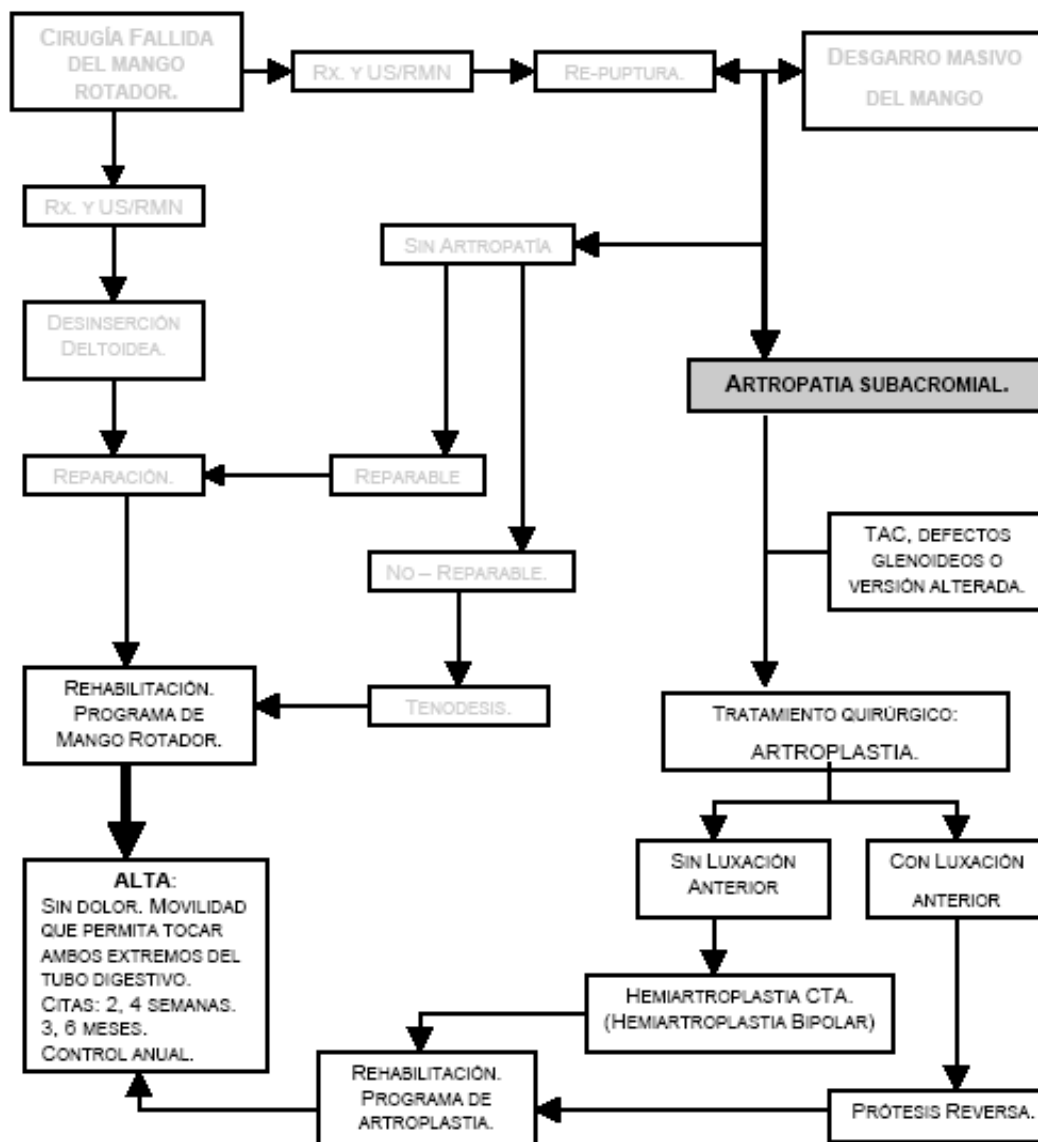 CIRUGÍA FALLIDA
DEL MANGO
ROTADOR.
RX. Y US/RMN
RE-PUPTURA.
DESGARRO MASIVO
DEL MANGO
RX. Y US/RMN
SIN ARTROPATÍA
DESINSERCIÓN
DELTOIDEA.
ARTROPATIA SUBACROMIAL.
REPARACIÓN.
REPARABLE
TAC, DEFECTOS
GLENOIDEOS O
VERSIÓN ALTERADA.
NO – REPARABLE.
REHABILITACIÓN.
PROGRAMA DE
MANGO ROTADOR.
TENODESIS.
TRATAMIENTO QUIRÚRGICO:
ARTROPLASTIA.
SIN LUXACIÓN
ANTERIOR
CON LUXACIÓN
ANTERIOR
ALTA:
SIN DOLOR. MOVILIDAD
QUE PERMITA TOCAR
AMBOS EXTREMOS DEL
TUBO DIGESTIVO.
CITAS: 2, 4 SEMANAS.
3, 6 MESES.
CONTROL ANUAL.
HEMIARTROPLASTIA CTA.
(HEMIARTROPLASTIA BIPOLAR)
REHABILITACIÓN.
PROGRAMA DE
ARTROPLASTIA.
PRÓTESIS REVERSA.